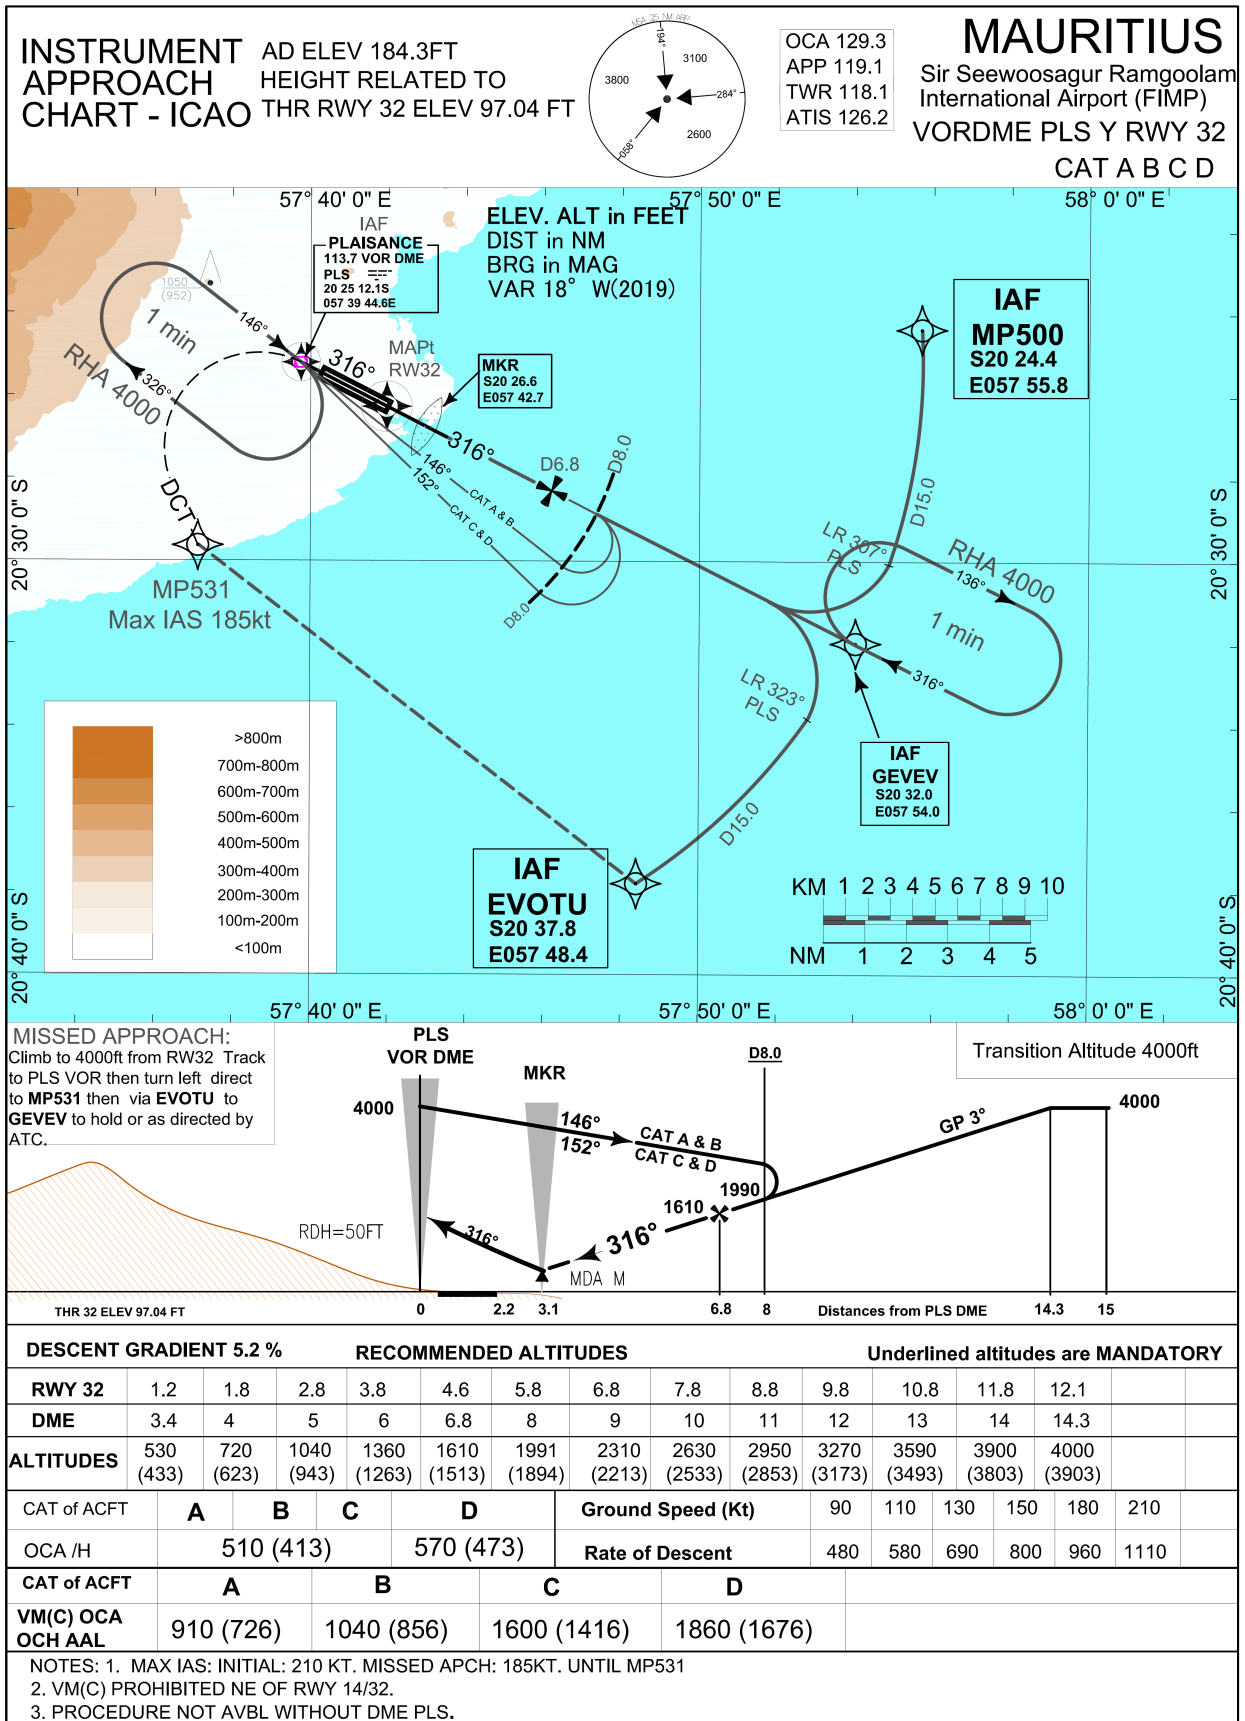 INSTRUMENT
APPROACH
CHART - ICAO
AD ELEV 184.3FT
HEIGHT RELATED TO
THR RWY 32 ELEV 97.04 FT
MSA 25 NM ARP
194°
3100
3800
284°
2600
058°
OCA 129.3
APP 119.1
TWR 118.1
ATIS 126.2
MAURITIUS
Sir Seewoosagur Ramgoolam
International Airport (FIMP)
VORDME PLS Y RWY 32
CAT A B C D
57° 40' 0" E
57° 50' 0" E
58° 0' 0" E
IAF
PLAISANCE
113.7 VOR DME
PLS
20 25 12.1S
057 39 44.6E
ELEV. ALT in FEET
DIST in NM
BRG in MAG
VAR 18° W(2019)
1050
(952)
146°
1 min
RHA 4000
326°
316°
MAPt
RW32
MKR
S20 26.6
E057 42.7
IAF
MP500
S20 24.4
E057 55.8
316°
D6.8
D8.0
146°
CAT A & B
152°
CAT C & D
D8.0
D15.0
LR 307°
PLS
RHA 4000
136°
1 min
316°
20° 30' 0" S
20° 30' 0" S
DCT
MP531
Max IAS 185kt
LR 323°
PLS
D15.0
IAF
GEVEV
S20 32.0
E057 54.0
>800m
700m-800m
600m-700m
500m-600m
400m-500m
300m-400m
200m-300m
100m-200m
<100m
IAF
EVOTU
S20 37.8
E057 48.4
KM 1 2 3 4 5 6 7 8 9 10
NM 1 2 3 4 5
20° 40' 0" S
20° 40' 0" S
57° 40' 0" E
57° 50' 0" E
58° 0' 0" E
MISSED APPROACH:
Climb to 4000ft from RW32 Track
to PLS VOR then turn left direct
to MP531 then via EVOTU to
GEVEV to hold or as directed by
ATC.
PLS
VOR DME
MKR
D8.0
Transition Altitude 4000ft
4000
146°
CAT A & B
152°
CAT C & D
GP 3°
4000
1990
1610
RDH=50FT
316°
316°
MDA M
THR 32 ELEV 97.04 FT
0 2.2 3.1 6.8 8 Distances from PLS DME 14.3 15
DESCENT GRADIENT 5.2 % RECOMMENDED ALTITUDES Underlined altitudes are MANDATORY
RWY 32 1.2 1.8 2.8 3.8 4.6 5.8 6.8 7.8 8.8 9.8 10.8 11.8 12.1
DME 3.4 4 5 6 6.8 8 9 10 11 12 13 14 14.3
ALTITUDES 530 720 1040 1360 1610 1991 2310 2630 2950 3270 3590 3900 4000
(433) (623) (943) (1263) (1513) (1894) (2213) (2533) (2853) (3173) (3493) (3803) (3903)
CAT of ACFT A B C D Ground Speed (Kt) 90 110 130 150 180 210
OCA /H 510 (413) 570 (473) Rate of Descent 480 580 690 800 960 1110
CAT of ACFT A B C D
VM(C) OCA
OCH AAL 910 (726) 1040 (856) 1600 (1416) 1860 (1676)
NOTES: 1. MAX IAS: INITIAL: 210 KT. MISSED APCH: 185KT. UNTIL MP531
2. VM(C) PROHIBITED NE OF RWY 14/32.
3. PROCEDURE NOT AVBL WITHOUT DME PLS.